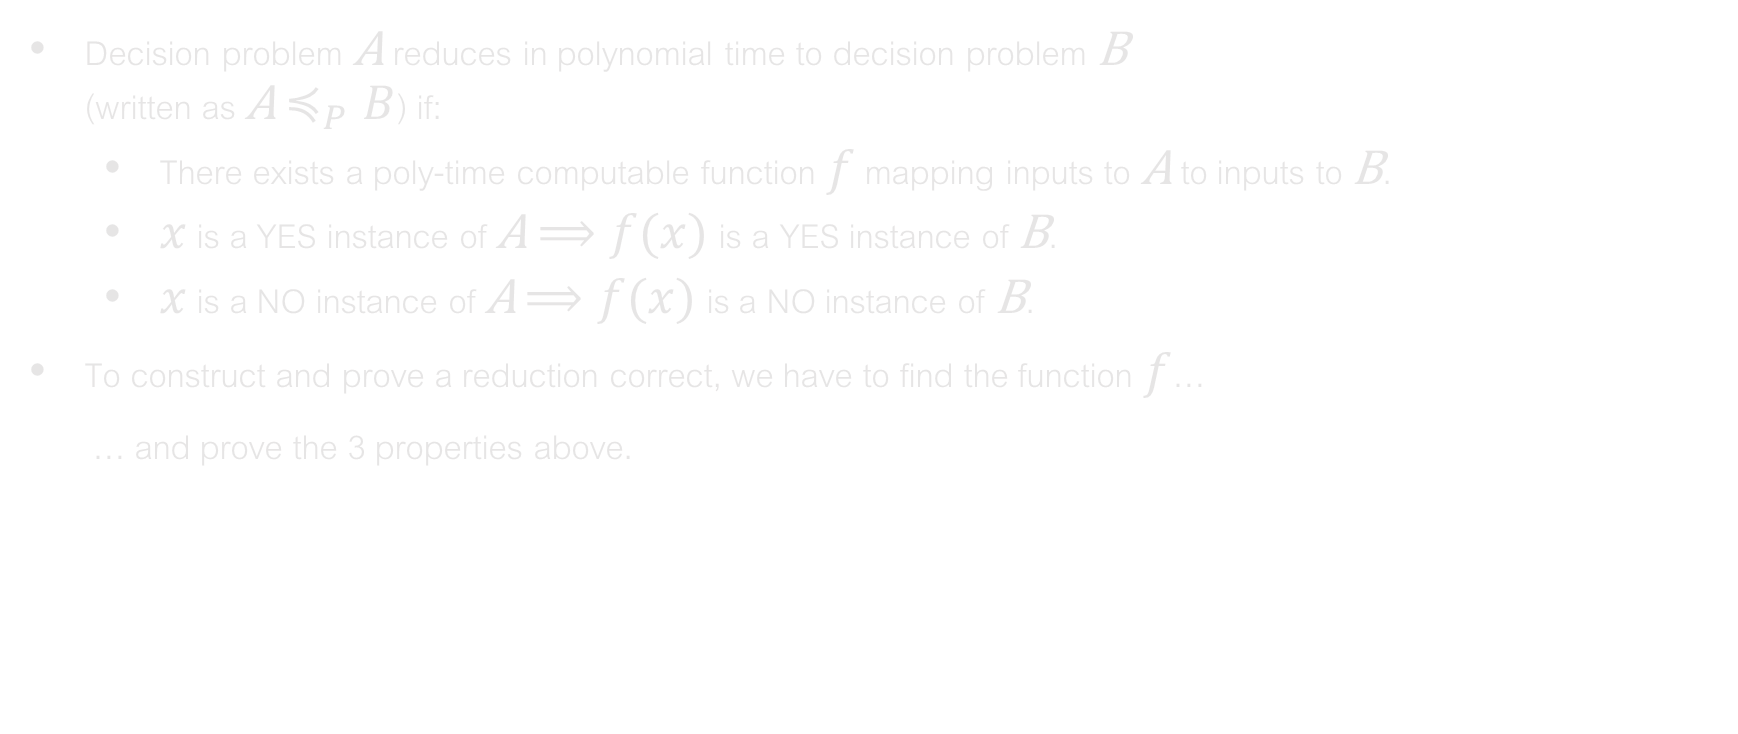 • Decision problem A reduces in polynomial time to decision problem B
(written as A ≼P B) if:
• There exists a poly-time computable function f mapping inputs to A to inputs to B.
• x is a YES instance of A ⟹ f(x) is a YES instance of B.
• x is a NO instance of A ⟹ f(x) is a NO instance of B.
• To construct and prove a reduction correct, we have to find the function f…
… and prove the 3 properties above.